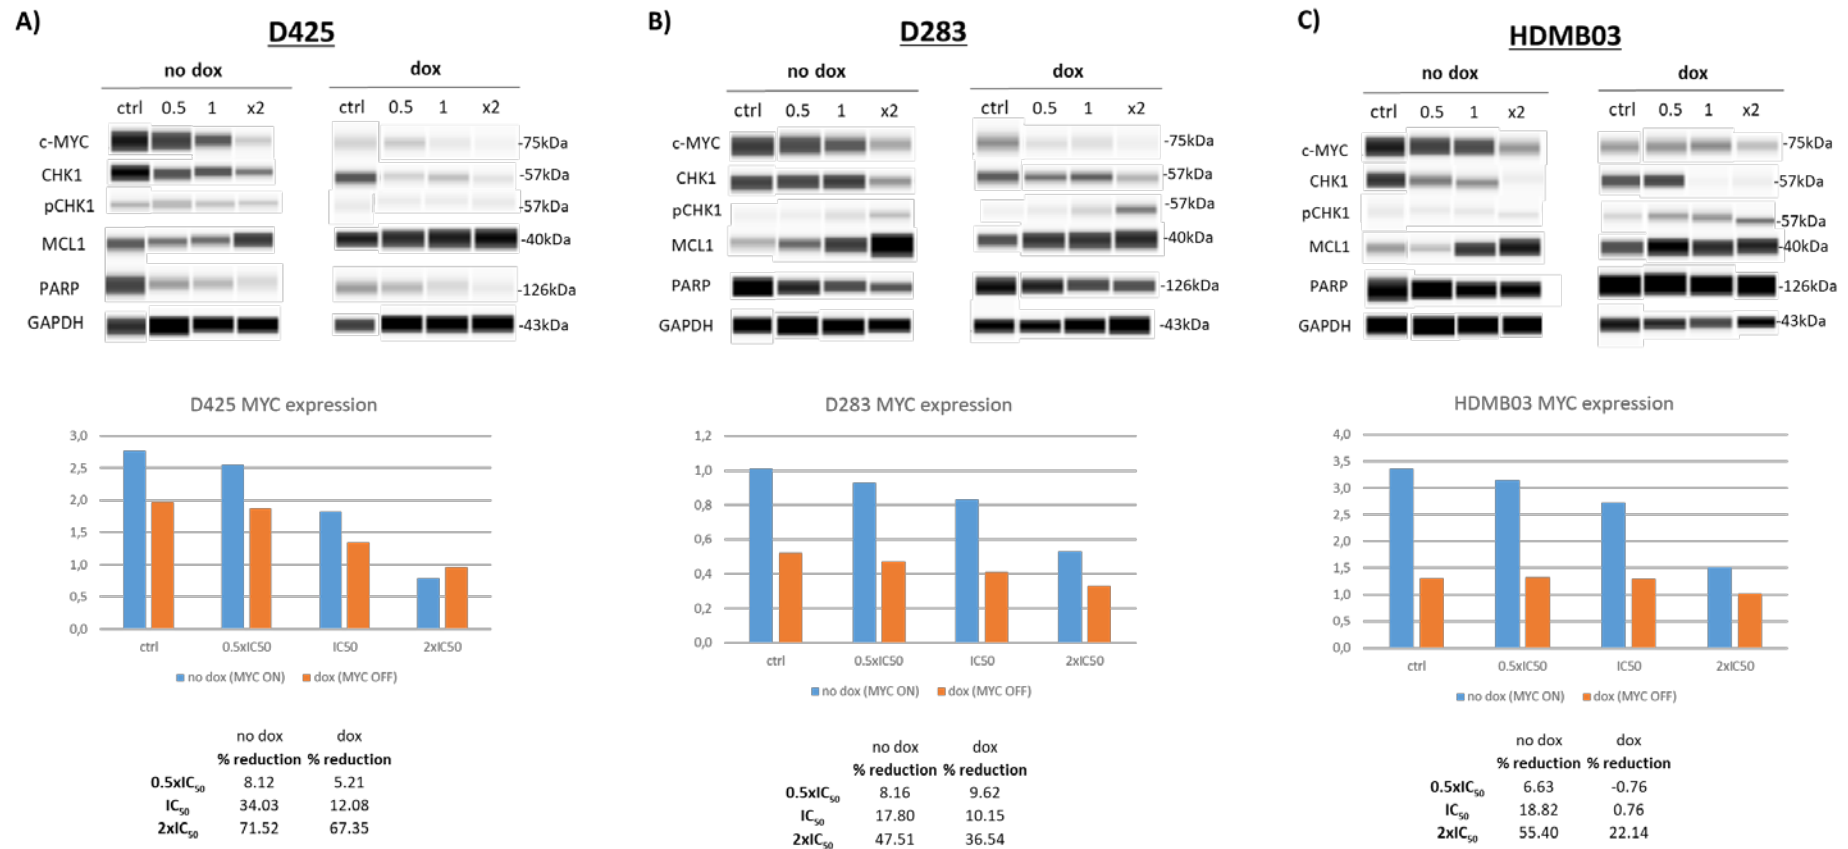 A)
D425
no dox
dox
ctrl 0.5 1 x2
ctrl 0.5 1 x2
c-MYC
-75kDa
CHK1
-57kDa
pCHK1
-57kDa
MCL1
-40kDa
PARP
-126kDa
GAPDH
-43kDa
D425 MYC expression
3,0
2,5
2,0
1,5
1,0
0,5
0,0
ctrl 0.5xIC50 IC50 2xIC50
no dox (MYC ON) dox (MYC OFF)
no dox dox
% reduction % reduction
0.5xIC50 8.12 5.21
IC50 34.03 12.08
2xIC50 71.52 67.35
B)
D283
no dox
dox
ctrl 0.5 1 x2
ctrl 0.5 1 x2
c-MYC
-75kDa
CHK1
-57kDa
pCHK1
-57kDa
MCL1
-40kDa
PARP
-126kDa
GAPDH
-43kDa
D283 MYC expression
1,2
1,0
0,8
0,6
0,4
0,2
0,0
ctrl 0.5xIC50 IC50 2xIC50
no dox (MYC ON) dox (MYC OFF)
no dox dox
% reduction % reduction
0.5xIC50 8.16 9.62
IC50 17.80 10.15
2xIC50 47.51 36.54
C)
HDMB03
no dox
dox
ctrl 0.5 1 x2
ctrl 0.5 1 x2
c-MYC
-75kDa
CHK1
-57kDa
pCHK1
-57kDa
MCL1
-40kDa
PARP
-126kDa
GAPDH
-43kDa
HDMB03 MYC expression
4,0
3,5
3,0
2,5
2,0
1,5
1,0
0,5
0,0
ctrl 0.5xIC50 IC50 2xIC50
no dox (MYC ON) dox (MYC OFF)
no dox dox
% reduction % reduction
0.5xIC50 6.63 -0.76
IC50 18.82 0.76
2xIC50 55.40 22.14